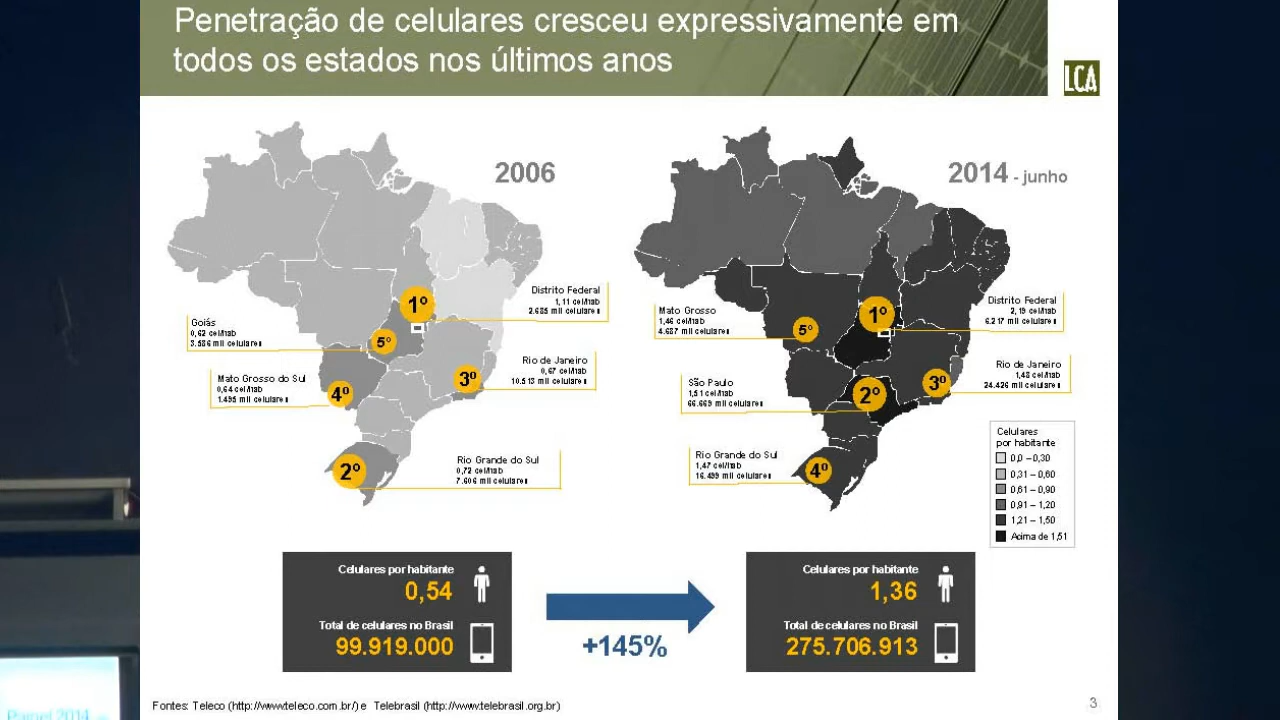 Penetração de celulares cresceu expressivamente em
todos os estados nos últimos anos
LCA
2006
1º
Distrito Federal
1,11 cel/hab
2.685 mil celulares
Goiás
0,62 cel/hab
3.586 mil celulares
5º
Rio de Janeiro
0,67 cel/hab
10.513 mil celulares
3º
Mato Grosso do Sul
0,64 cel/hab
1.495 mil celulares
4º
Rio Grande do Sul
0,72 cel/hab
7.606 mil celulares
2º
2014 - junho
1º
Distrito Federal
2,19 cel/hab
6.217 mil celulares
Mato Grosso
1,46 cel/hab
4.687 mil celulares
5º
Rio de Janeiro
1,48 cel/hab
24.426 mil celulares
3º
São Paulo
1,51 cel/hab
66.669 mil celulares
2º
Rio Grande do Sul
1,47 cel/hab
16.499 mil celulares
4º
Celulares
por habitante
0,0 – 0,30
0,31 – 0,60
0,61 – 0,90
0,91 – 1,20
1,21 – 1,50
Acima de 1,51
Celulares por habitante
0,54
Total de celulares no Brasil
99.919.000
+145%
Celulares por habitante
1,36
Total de celulares no Brasil
275.706.913
Fontes: Teleco (http://www.teleco.com.br/) e Telebrasil (http://www.telebrasil.org.br)
3
Painel 2014